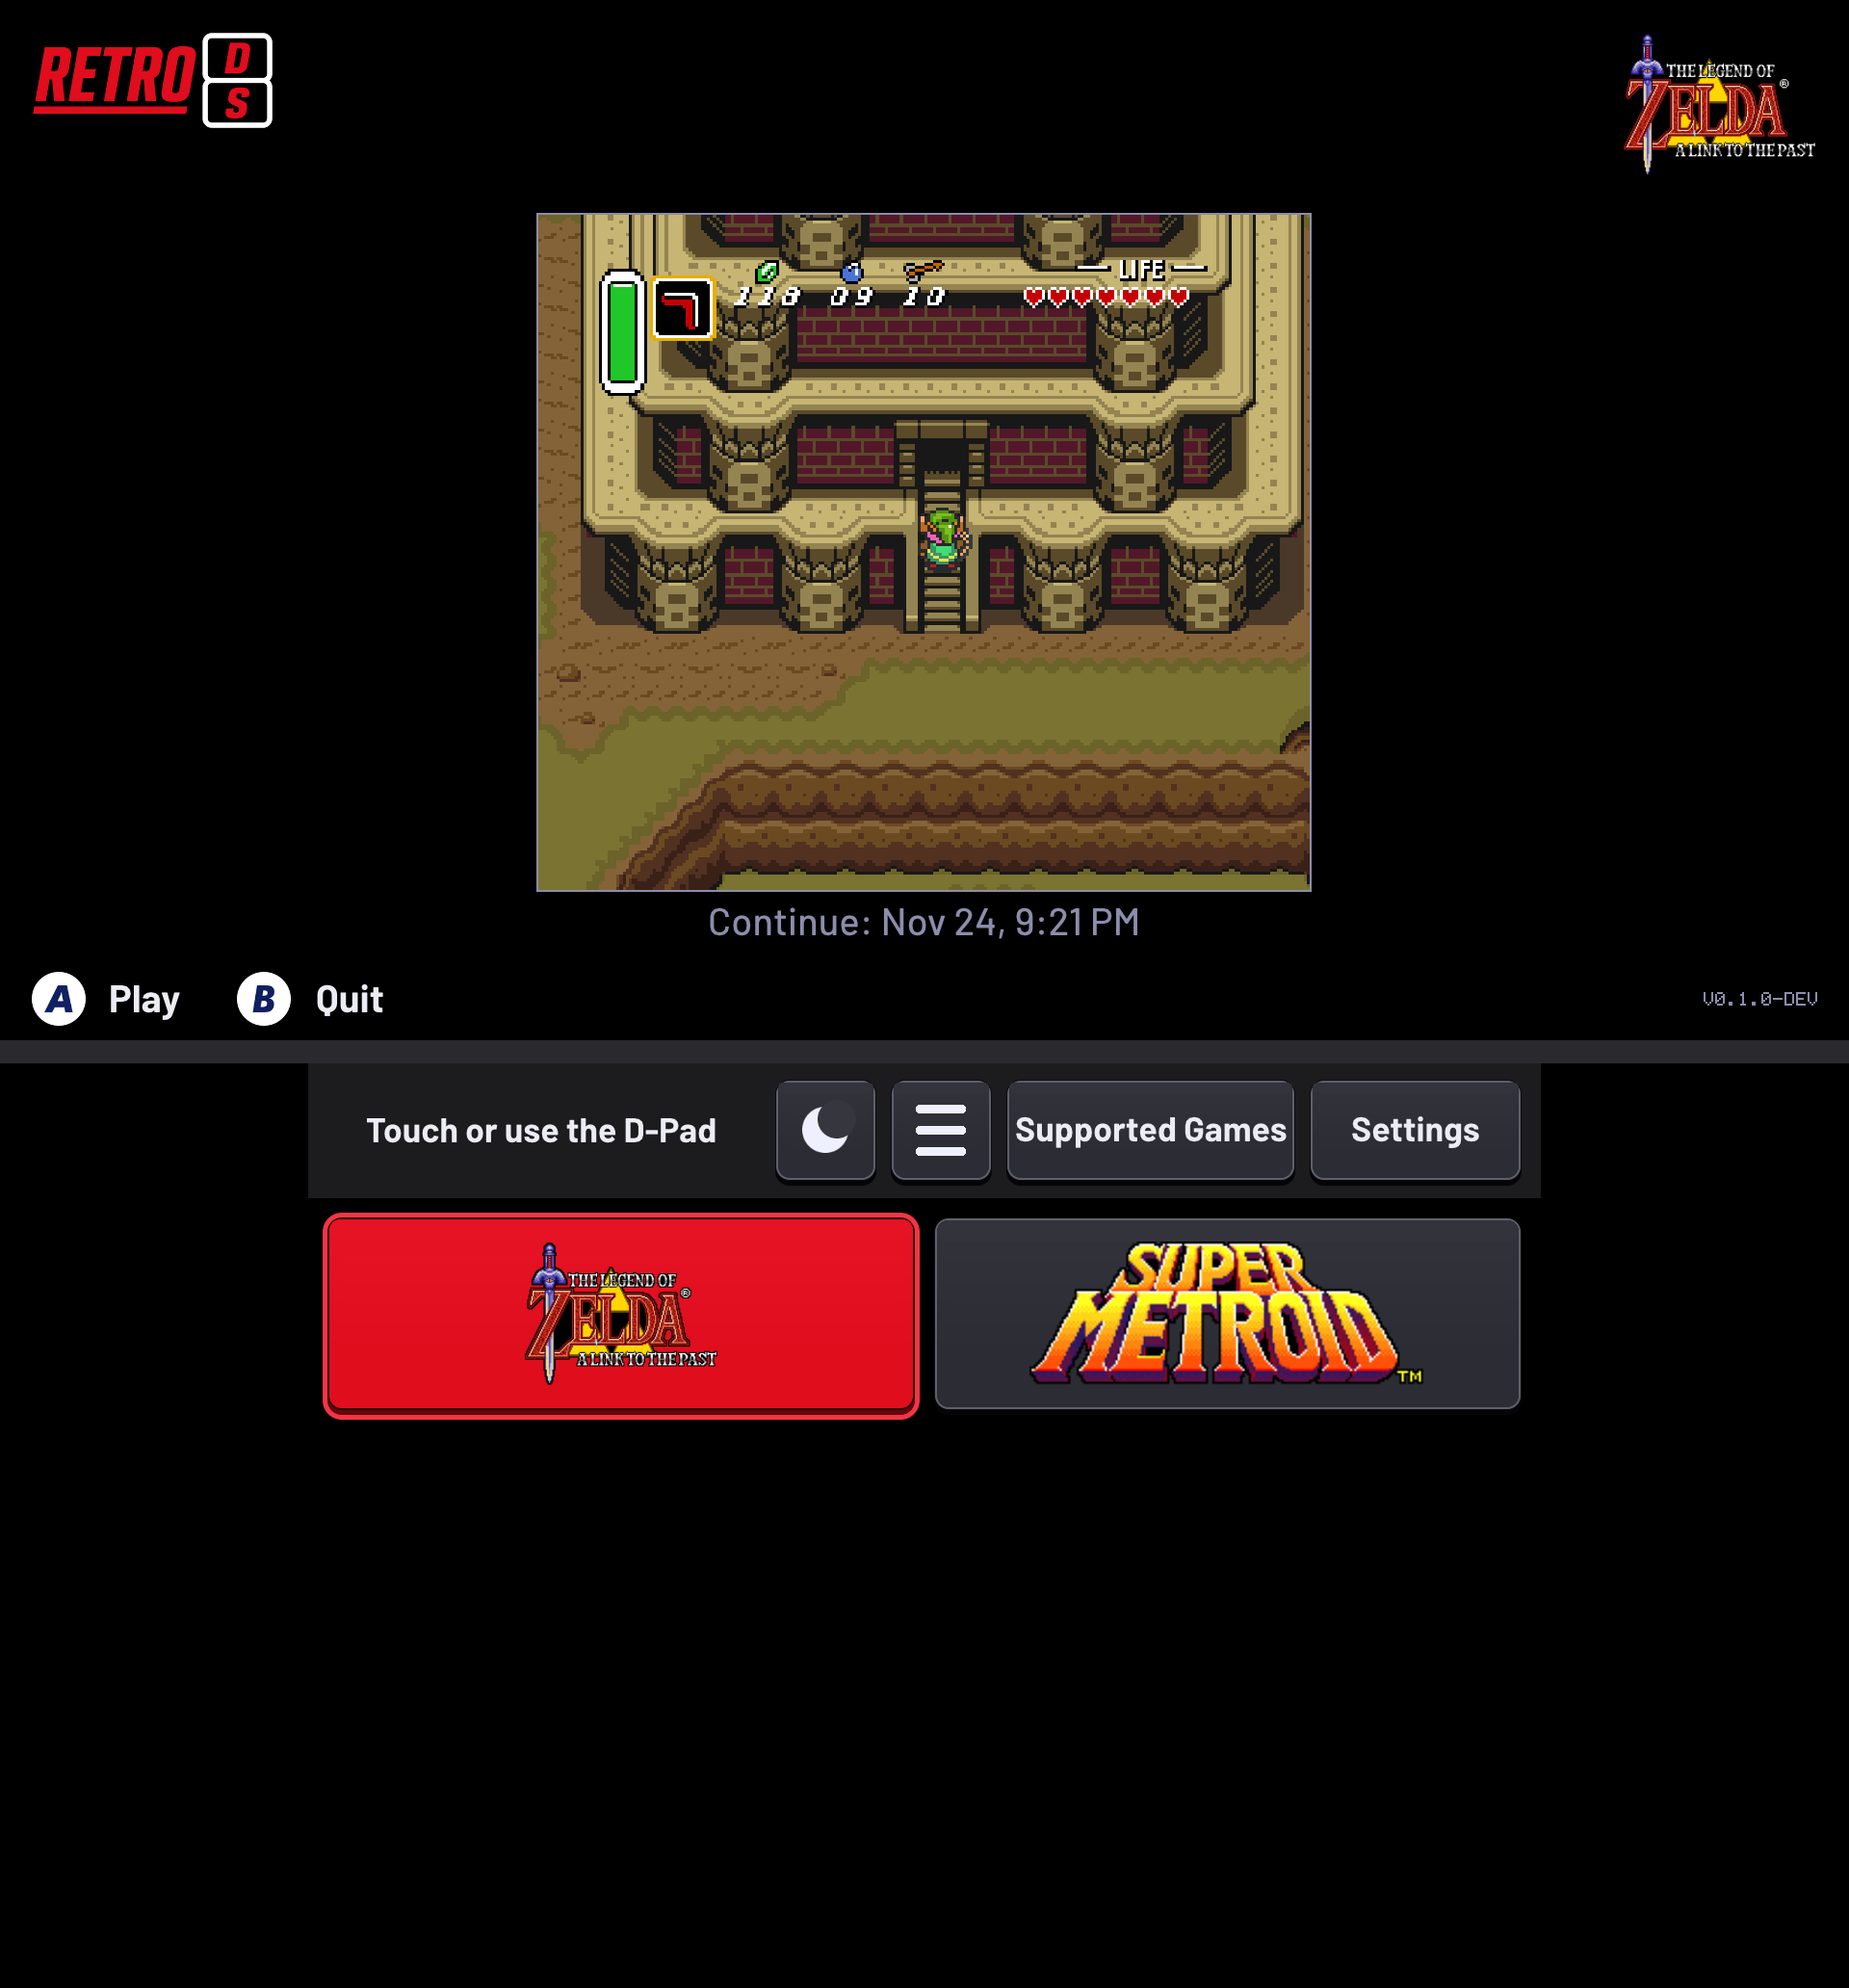 RETRO
D
S
THE LEGEND OF
ZELDA®
A LINK TO THE PAST
LIFE
118 09 10
Continue: Nov 24, 9:21 PM
A Play B Quit
V0.1.0-DEV
Touch or use the D-Pad
Supported Games
Settings
THE LEGEND OF
ZELDA®
A LINK TO THE PAST
SUPER
METROID™